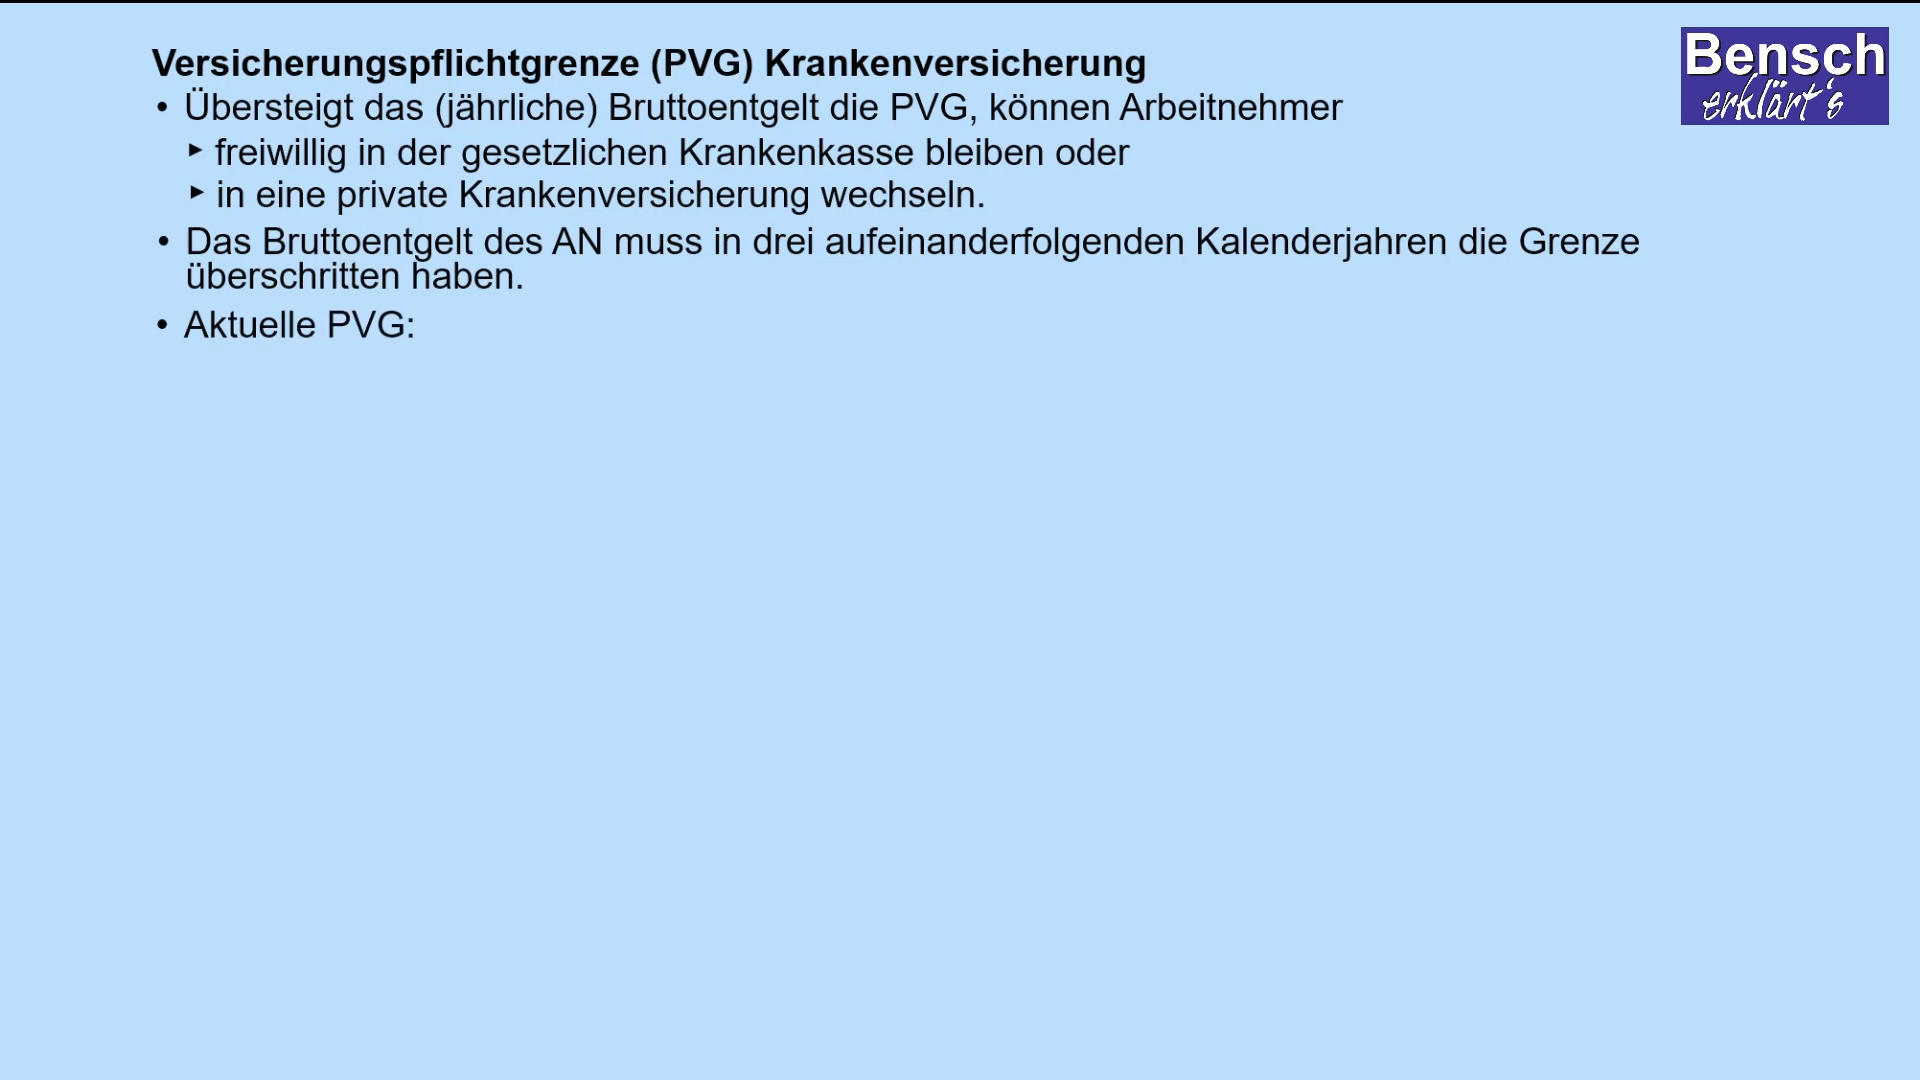 Versicherungspflichtgrenze (PVG) Krankenversicherung
• Übersteigt das (jährliche) Bruttoentgelt die PVG, können Arbeitnehmer
‣ freiwillig in der gesetzlichen Krankenkasse bleiben oder
‣ in eine private Krankenversicherung wechseln.
• Das Bruttoentgelt des AN muss in drei aufeinanderfolgenden Kalenderjahren die Grenze
überschritten haben.
• Aktuelle PVG:
Bensch
erklärt's